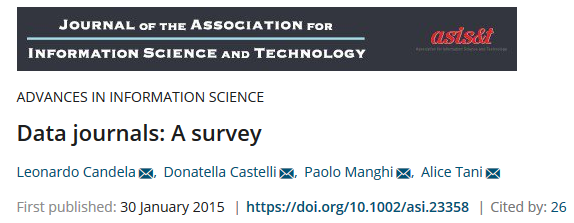 JOURNAL OF THE ASSOCIATION FOR
INFORMATION SCIENCE AND TECHNOLOGY
asis&t
Association for Information Science and Technology
ADVANCES IN INFORMATION SCIENCE
Data journals: A survey
Leonardo Candela, Donatella Castelli, Paolo Manghi, Alice Tani
First published: 30 January 2015 | https://doi.org/10.1002/asi.23358 | Cited by: 26